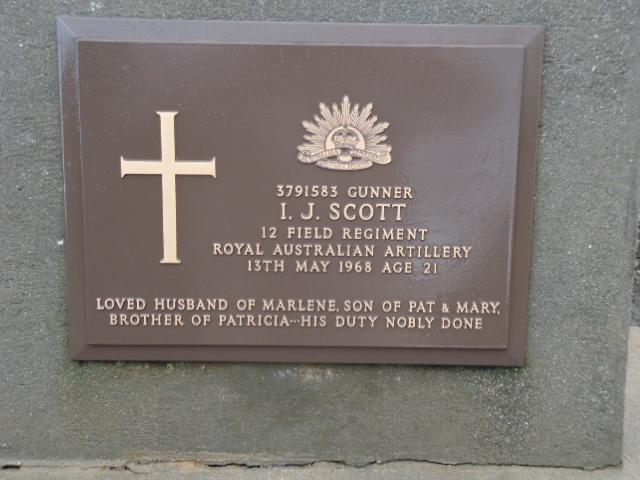 3791583 GUNNER
I. J. SCOTT
12 FIELD REGIMENT
ROYAL AUSTRALIAN ARTILLERY
13TH MAY 1968 AGE 21
LOVED HUSBAND OF MARLENE, SON OF PAT & MARY,
BROTHER OF PATRICIA---HIS DUTY NOBLY DONE